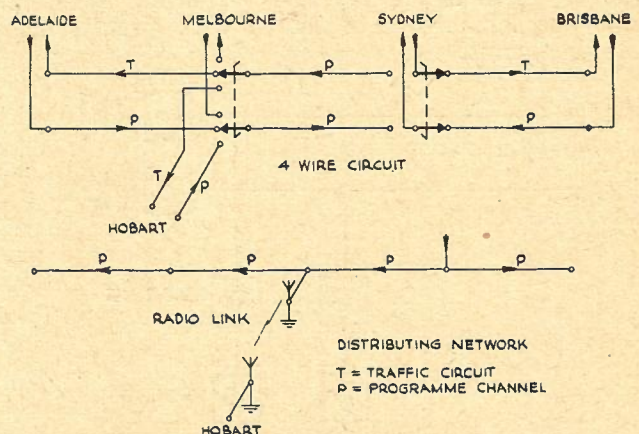 ADELAIDE MELBOURNE SYDNEY BRISBANE
T P T
P P P
4 WIRE CIRCUIT
T P
HOBART
P P P P
RADIO LINK
DISTRIBUTING NETWORK
T = TRAFFIC CIRCUIT
P = PROGRAMME CHANNEL
HOBART